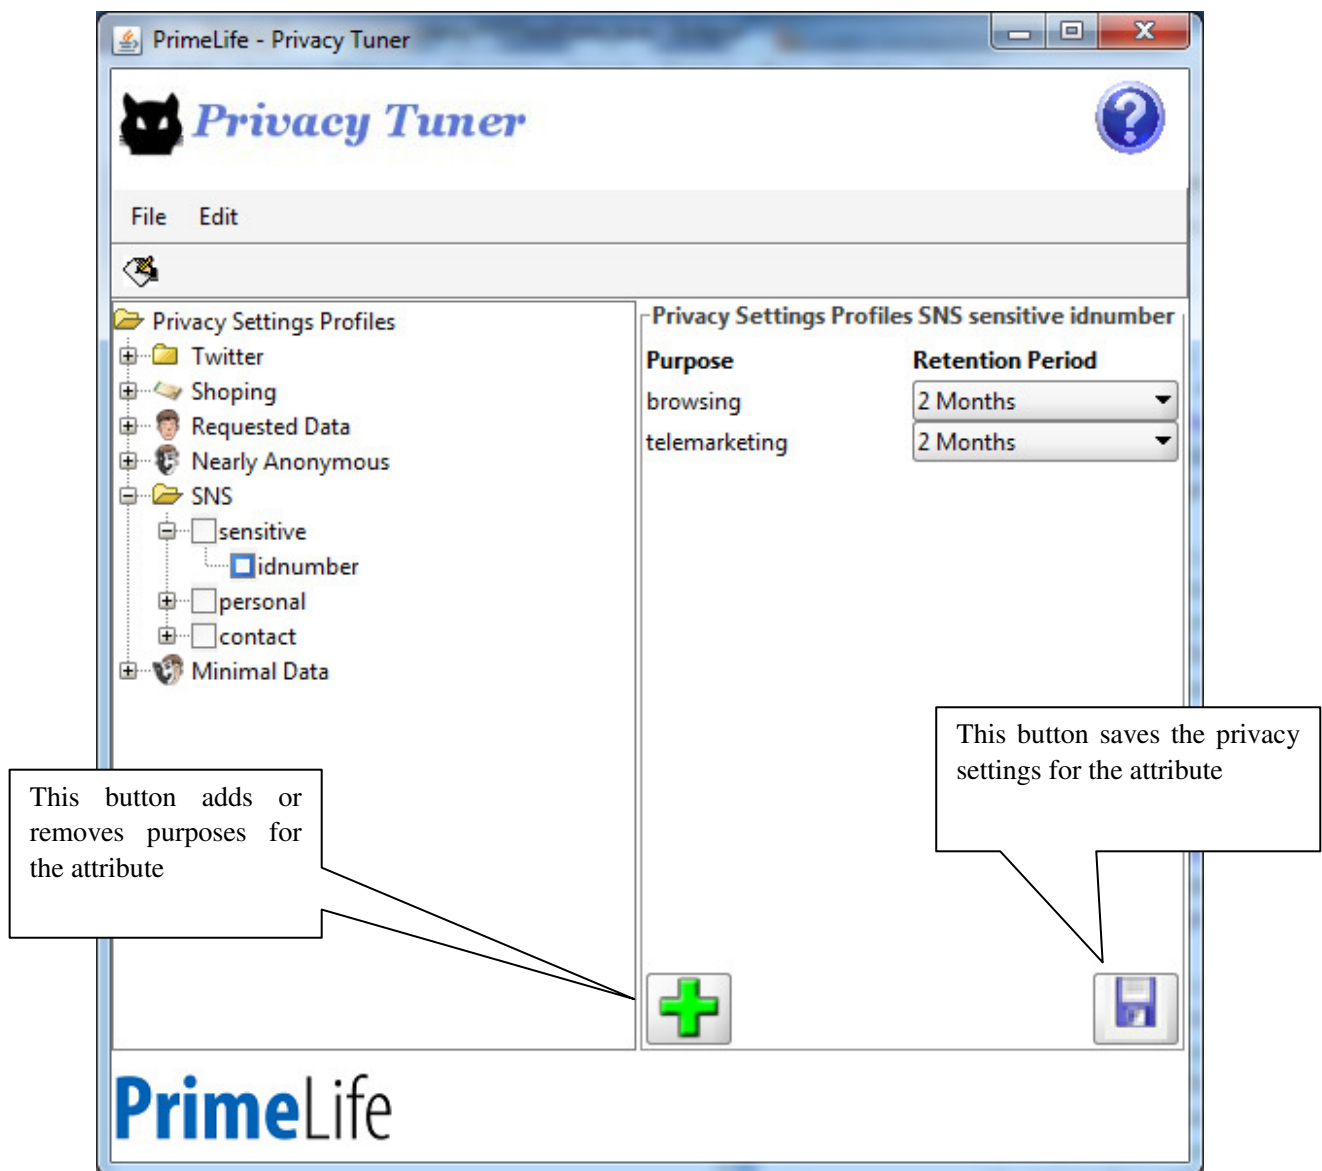 PrimeLife - Privacy Tuner
X
Privacy Tuner
?
File Edit
Privacy Settings Profiles
Twitter
Shoping
Requested Data
Nearly Anonymous
SNS
sensitive
idnumber
personal
contact
Minimal Data
Privacy Settings Profiles SNS sensitive idnumber
Purpose Retention Period
browsing 2 Months
telemarketing 2 Months
This button saves the privacy
settings for the attribute
This button adds or
removes purposes for
the attribute
PrimeLife